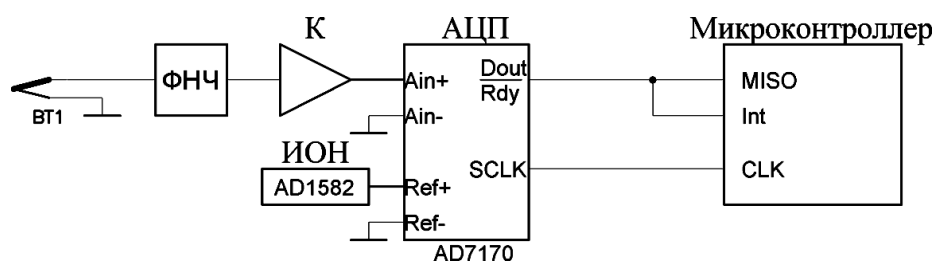 К
АЦП
Микроконтроллер
ФНЧ
Ain+
Dout
Rdy
MISO
BT1
Ain-
Int
ИОН
AD1582
Ref+
SCLK
CLK
Ref-
AD7170